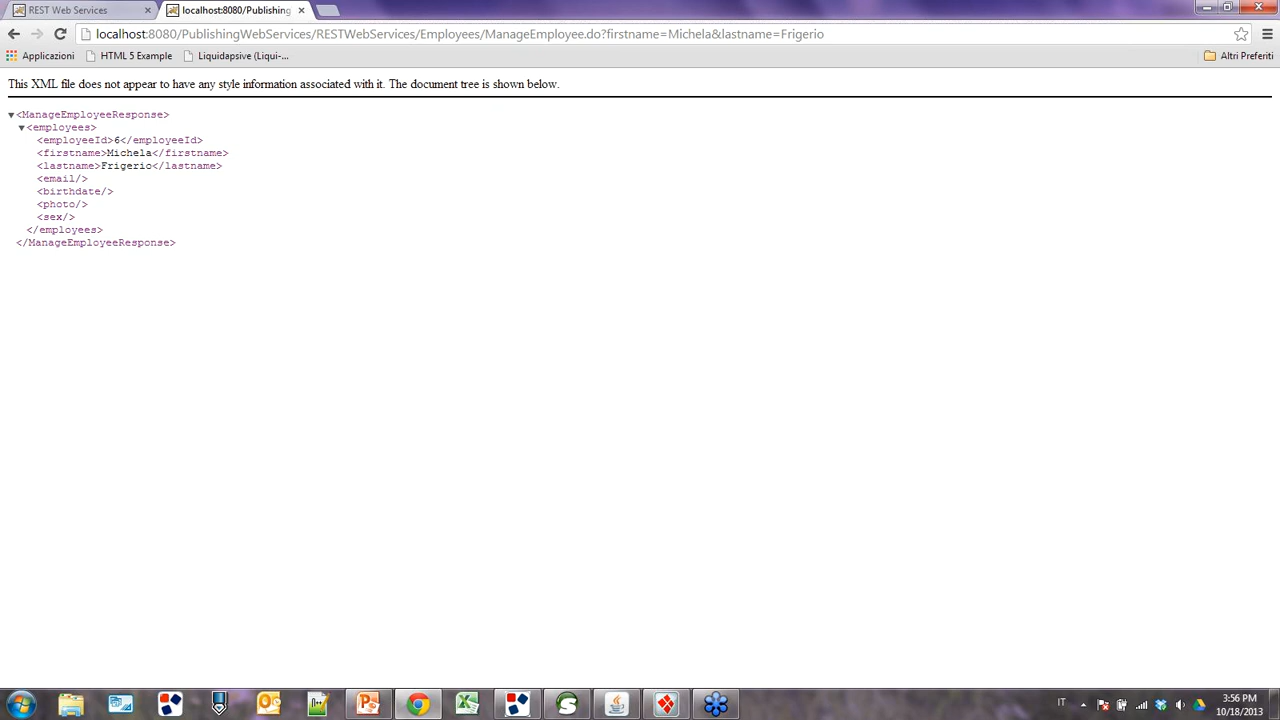 REST Web Services
localhost:8080/Publishing
localhost:8080/PublishingWebServices/RESTWebServices/Employees/ManageEmployee.do?firstname=Michela&lastname=Frigerio
Applicazioni
HTML 5 Example
Liquidapsive (Liqui-...
Altri Preferiti
This XML file does not appear to have any style information associated with it. The document tree is shown below.
<ManageEmployeeResponse>
<employees>
<employeeId>6</employeeId>
<firstname>Michela</firstname>
<lastname>Frigerio</lastname>
<email/>
<birthdate/>
<photo/>
<sex/>
</employees>
</ManageEmployeeResponse>
IT
3:56 PM
10/18/2013